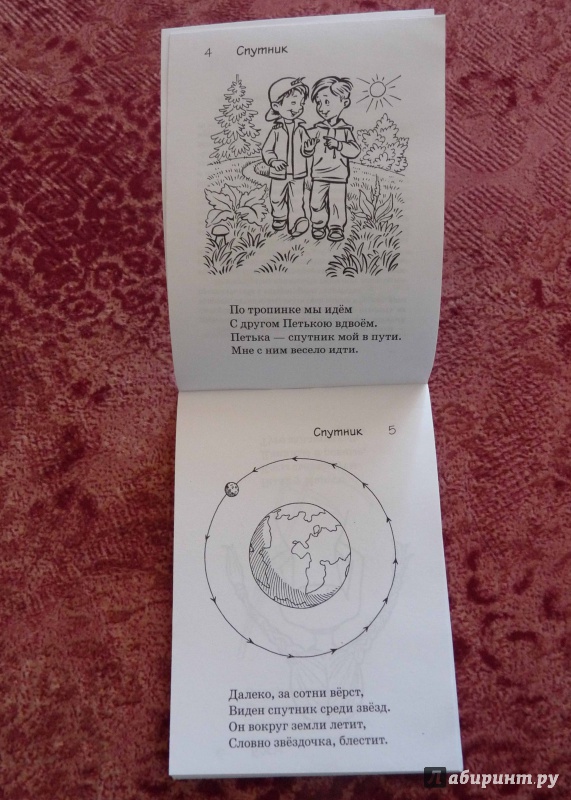 4 Спутник
По тропинке мы идём
С другом Петькою вдвоём.
Петька — спутник мой в пути.
Мне с ним весело идти.
Спутник 5
Далеко, за сотни вёрст,
Виден спутник среди звёзд.
Он вокруг земли летит,
Словно звёздочка, блестит.
Лабиринт.ру